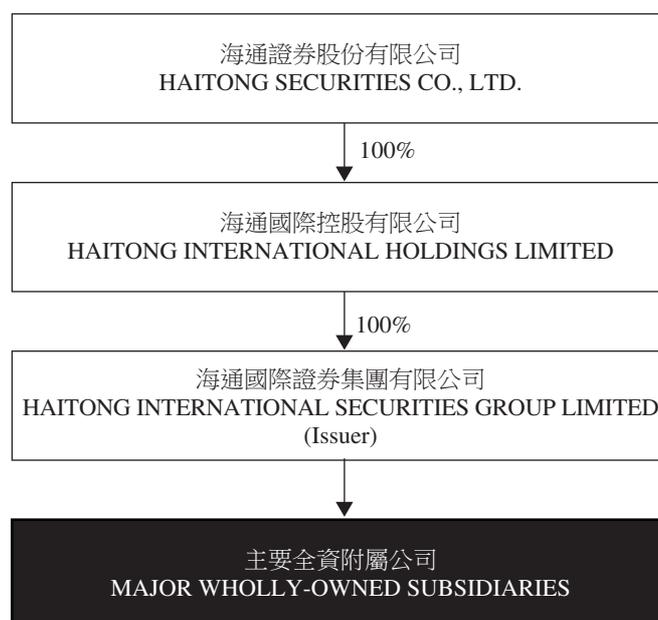 海通證券股份有限公司
HAITONG SECURITIES CO., LTD.
100%
海通國際控股有限公司
HAITONG INTERNATIONAL HOLDINGS LIMITED
100%
海通國際證券集團有限公司
HAITONG INTERNATIONAL SECURITIES GROUP LIMITED
(Issuer)
主要全資附屬公司
MAJOR WHOLLY-OWNED SUBSIDIARIES